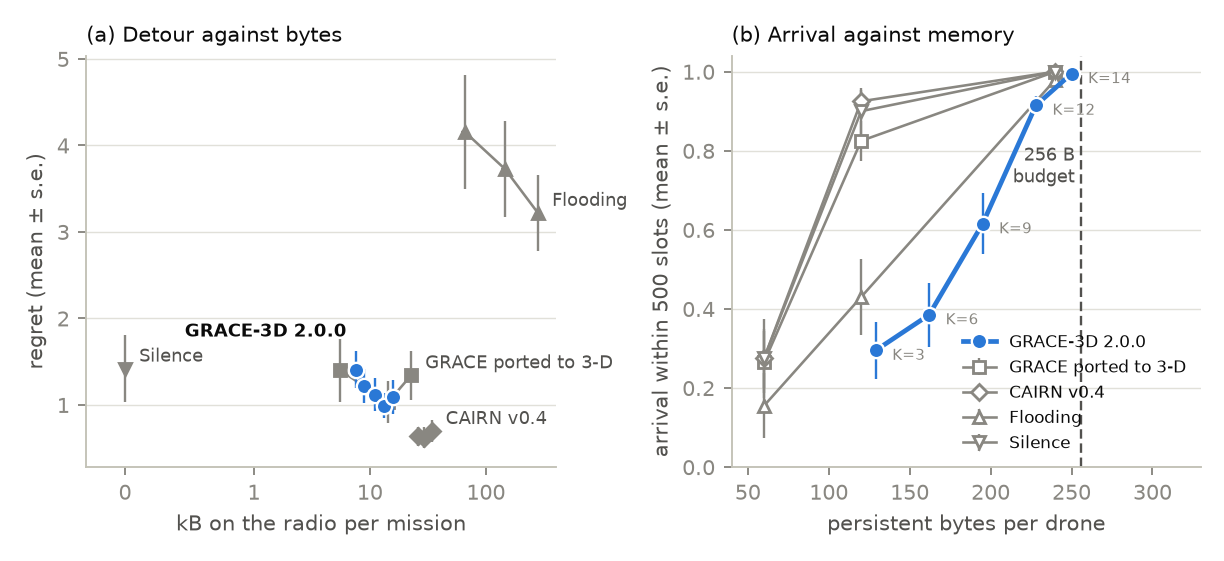 (a) Detour against bytes
regret (mean ± s.e.)
5
4
3
2
1
Flooding
GRACE-3D 2.0.0
Silence
GRACE ported to 3-D
CAIRN v0.4
0
1
10
100
kB on the radio per mission
(b) Arrival against memory
arrival within 500 slots (mean ± s.e.)
1.0
0.8
0.6
0.4
0.2
0.0
K=14
K=12
256 B
budget
K=9
K=6
K=3
GRACE-3D 2.0.0
GRACE ported to 3-D
CAIRN v0.4
Flooding
Silence
50
100
150
200
250
300
persistent bytes per drone